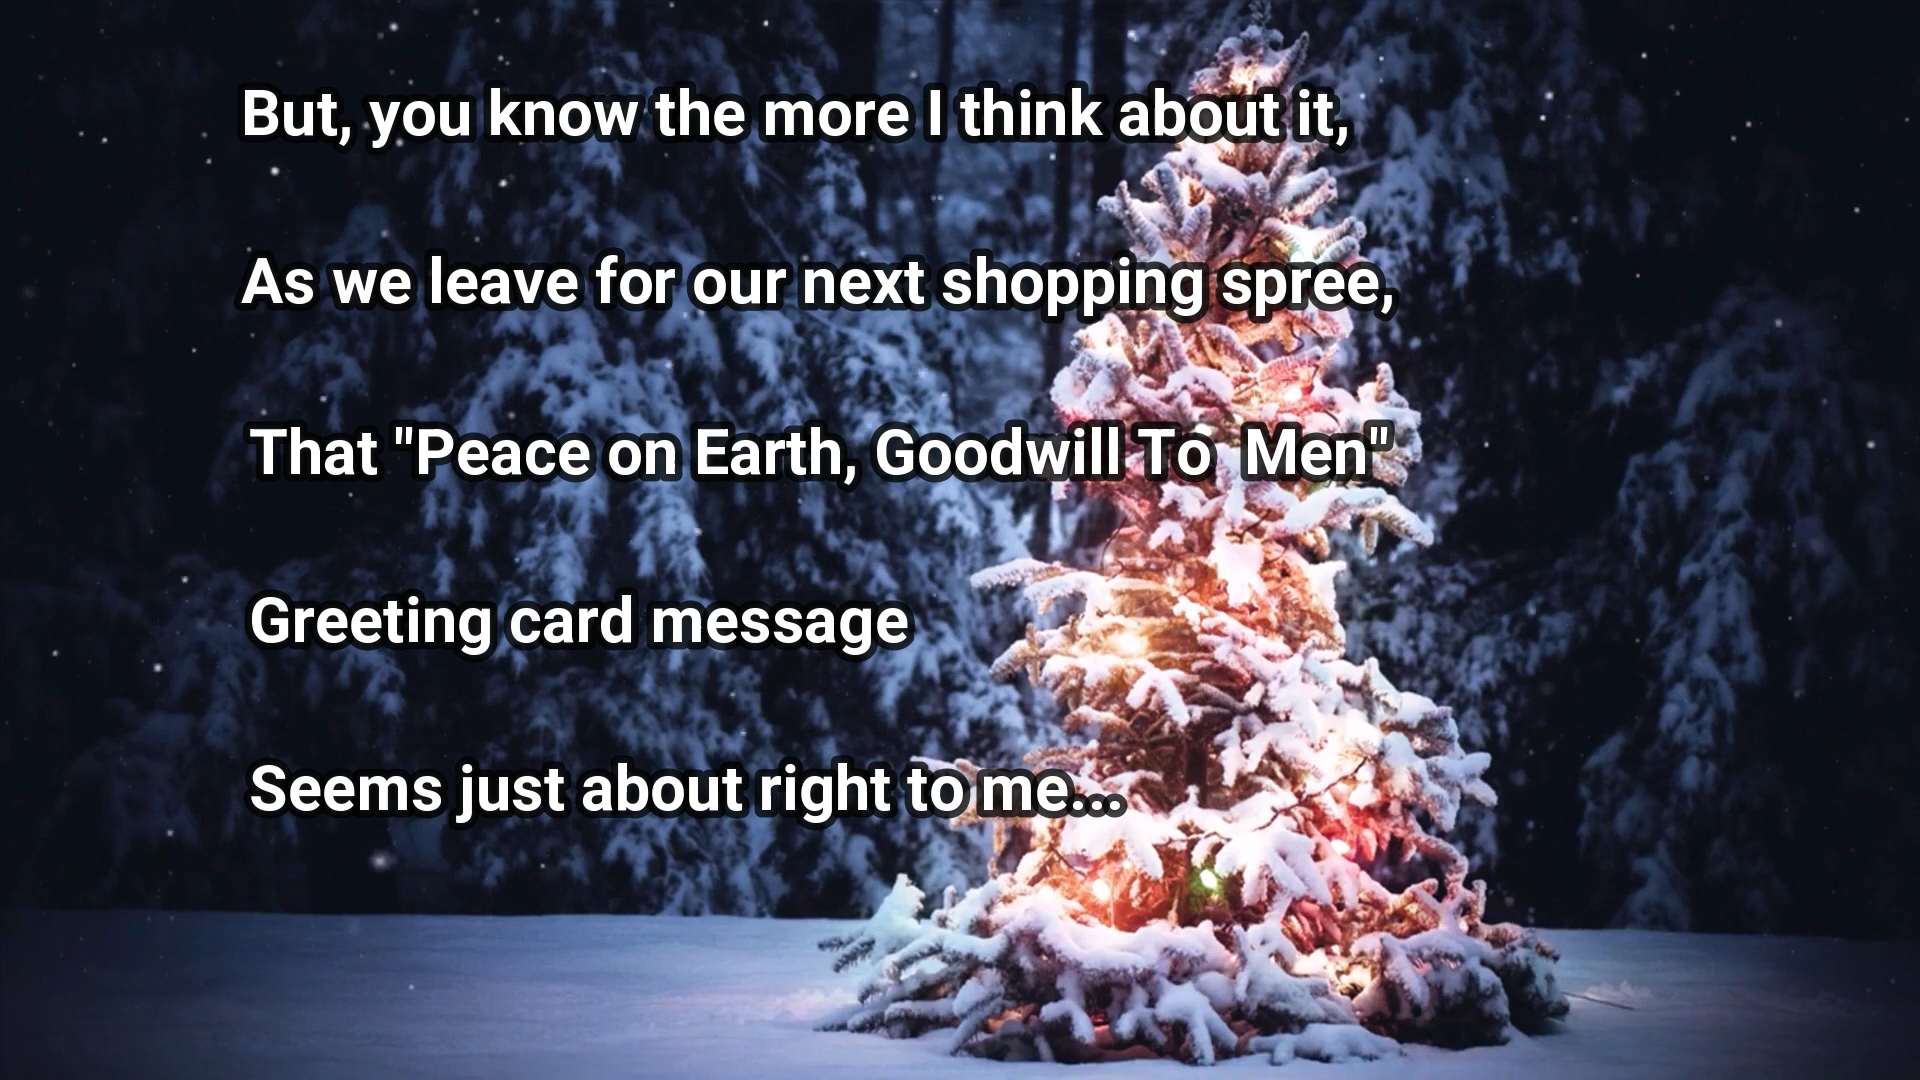 But, you know the more I think about it,
As we leave for our next shopping spree,
That "Peace on Earth, Goodwill To  Men"
Greeting card message
Seems just about right to me...